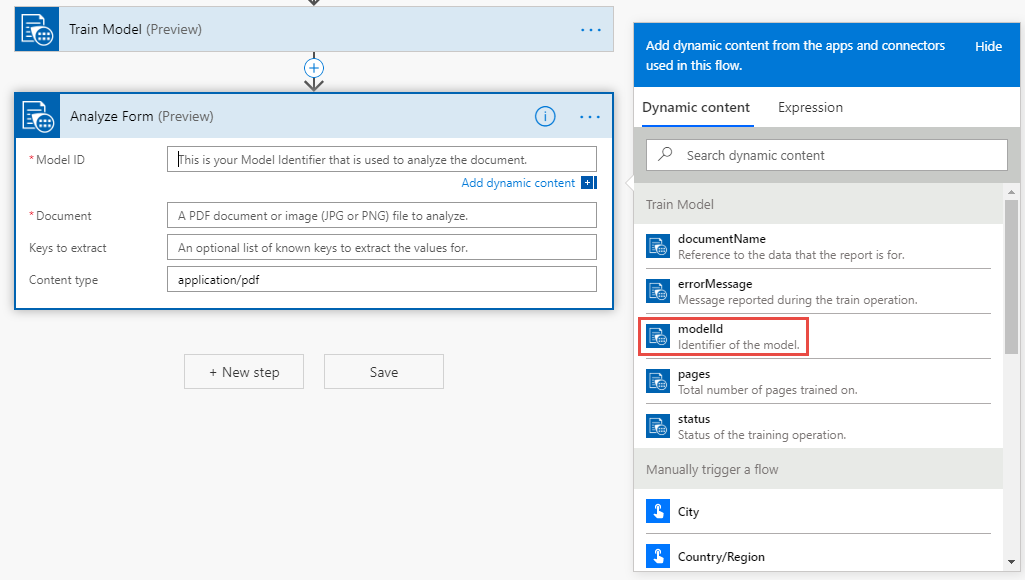 Train Model (Preview)
Analyze Form (Preview)
* Model ID
This is your Model Identifier that is used to analyze the document.
Add dynamic content
* Document
A PDF document or image (JPG or PNG) file to analyze.
Keys to extract
An optional list of known keys to extract the values for.
Content type
application/pdf
+ New step
Save
Add dynamic content from the apps and connectors
used in this flow.
Hide
Dynamic content
Expression
Search dynamic content
Train Model
documentName
Reference to the data that the report is for.
errorMessage
Message reported during the train operation.
modelId
Identifier of the model.
pages
Total number of pages trained on.
status
Status of the training operation.
Manually trigger a flow
City
Country/Region